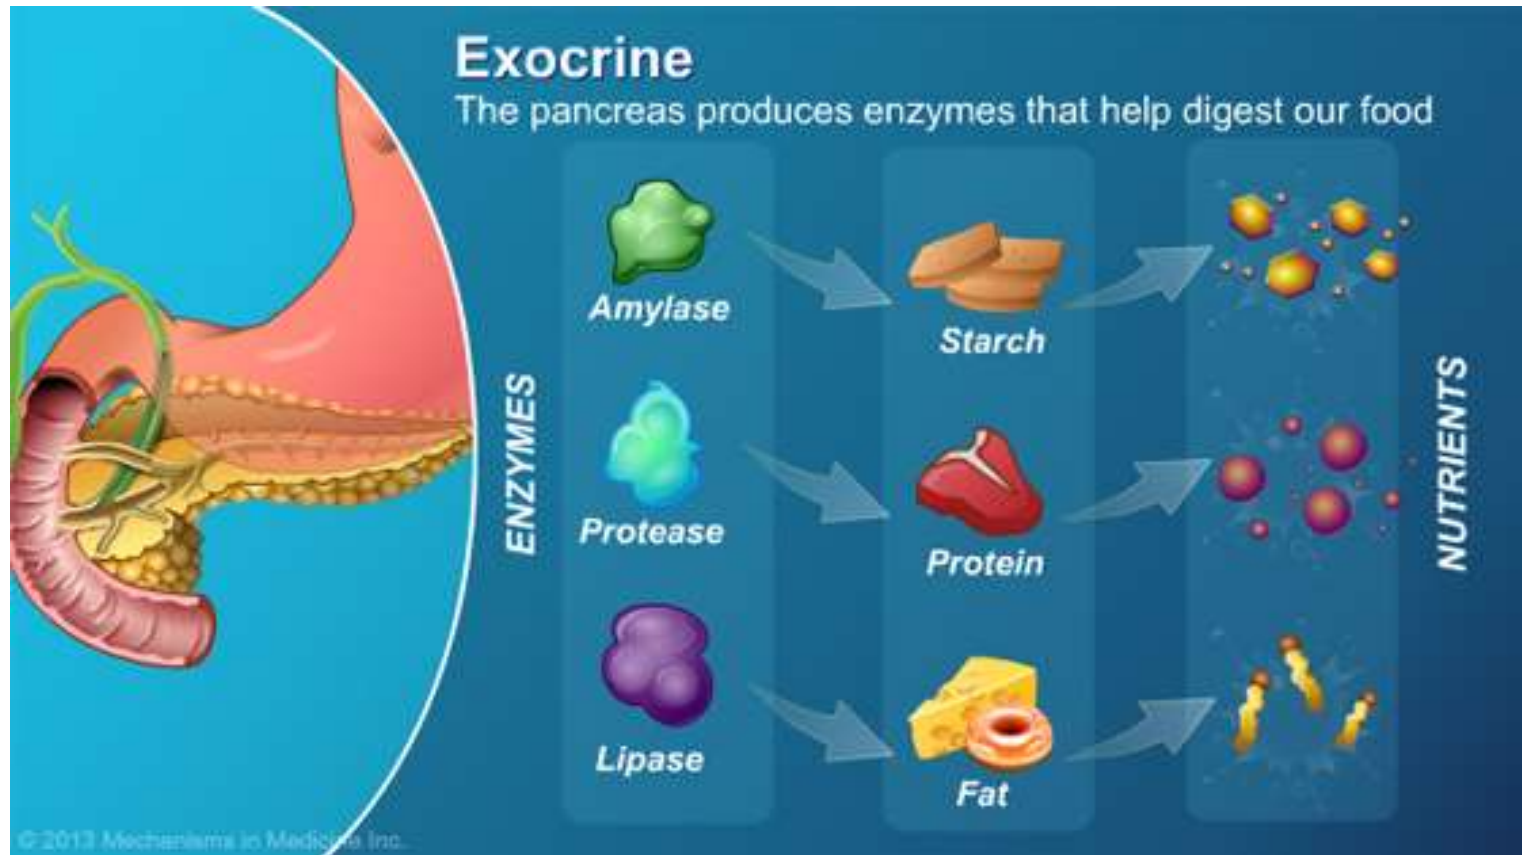 Exocrine
The pancreas produces enzymes that help digest our food
ENZYMES
Amylase
Starch
Protease
Protein
Lipase
Fat
NUTRIENTS
© 2013 Mechanisms in Medicine Inc.